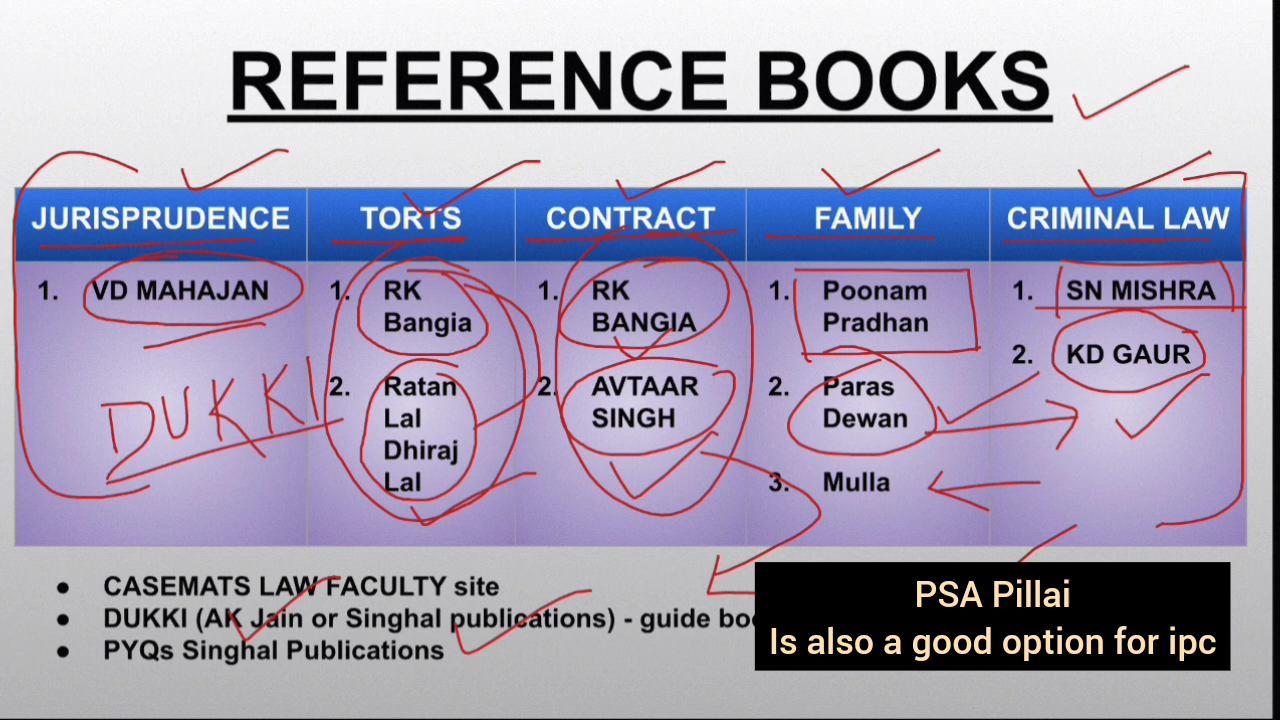 REFERENCE BOOKS
JURISPRUDENCE
TORTS
CONTRACT
FAMILY
CRIMINAL LAW
1. VD MAHAJAN
DUKKI
1. RK
Bangia
2. Ratan
Lal
Dhiraj
Lal
1. RK
BANGIA
2. AVTAAR
SINGH
1. Poonam
Pradhan
2. Paras
Dewan
3. Mulla
1. SN MISHRA
2. KD GAUR
● CASEMATS LAW FACULTY site
● DUKKI (AK Jain or Singhal publications) - guide
● PYQs Singhal Publications
PSA Pillai
Is also a good option for ipc